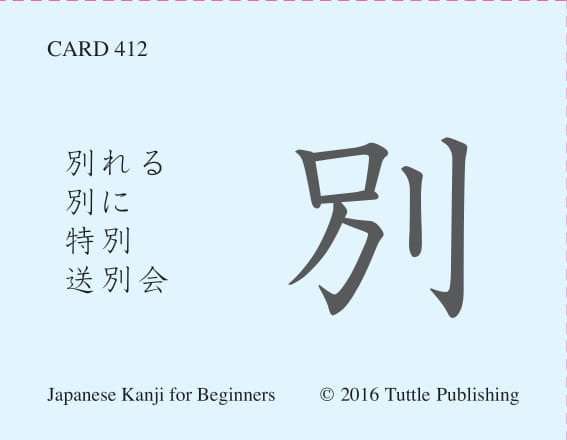 CARD 412
別れる
別に
特別
送別会
別
Japanese Kanji for Beginners
© 2016 Tuttle Publishing